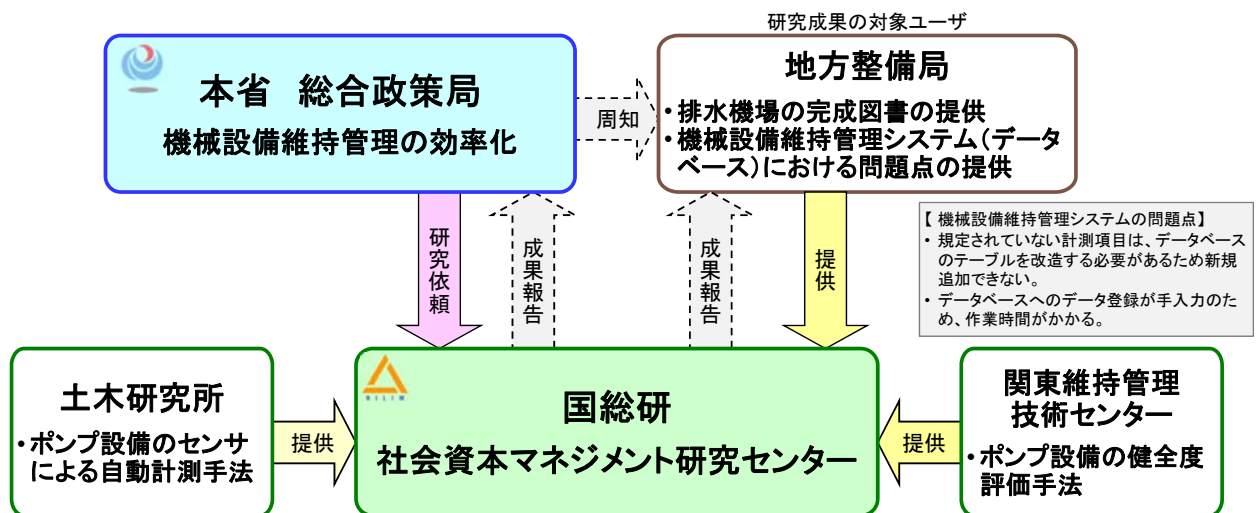 研究成果の対象ユーザ
本省 総合政策局
機械設備維持管理の効率化
周知
地方整備局
・排水機場の完成図書の提供
・機械設備維持管理システム(データ
ベース)における問題点の提供
研究依頼
成果報告
成果報告
提供
【 機械設備維持管理システムの問題点】
• 規定されていない計測項目は、データベース
のテーブルを改造する必要があるため新規
追加できない。
• データベースへのデータ登録が手入力のた
め、作業時間がかかる。
土木研究所
・ポンプ設備のセンサ
による自動計測手法
提供
NILIM
国総研
社会資本マネジメント研究センター
提供
関東維持管理
技術センター
・ポンプ設備の健全度
評価手法